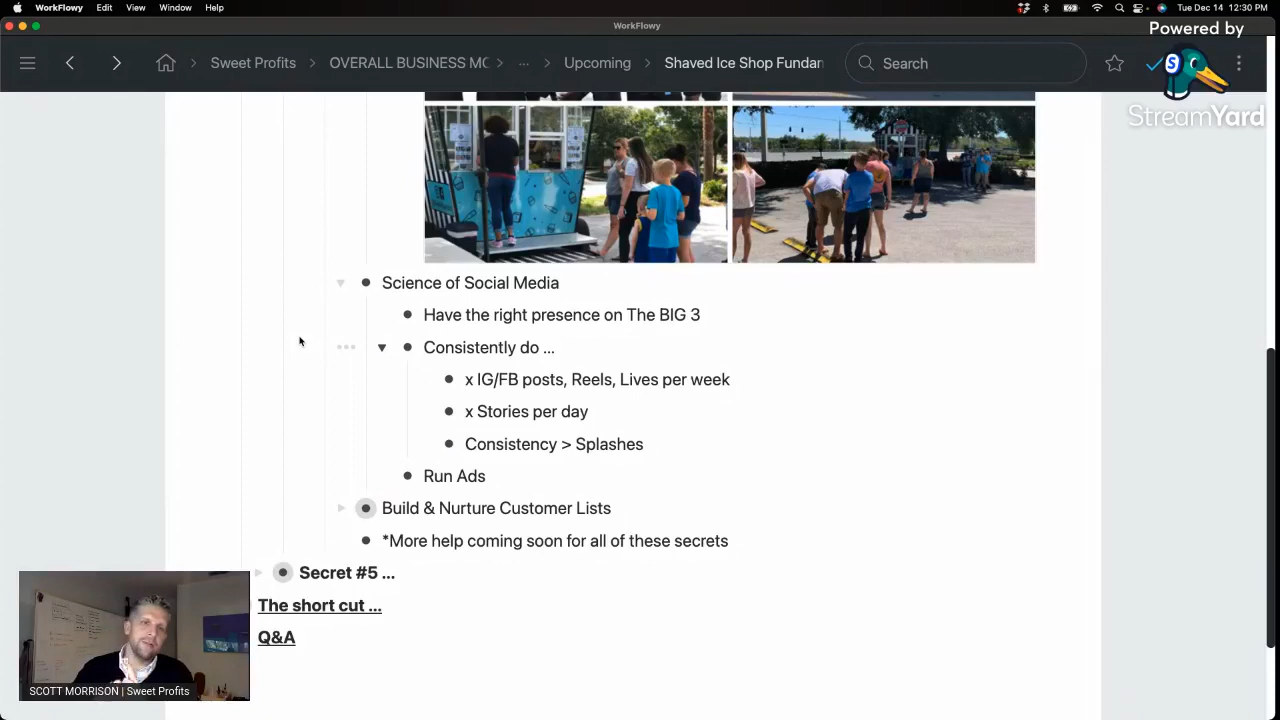 WorkFlowy File Edit View Window Help Tue Dec 14 12:30 PM
WorkFlowy
Powered by
Sweet Profits > OVERALL BUSINESS MO > ... > Upcoming > Shaved Ice Shop Fundam
Search
StreamYard
Science of Social Media
Have the right presence on The BIG 3
Consistently do ...
x IG/FB posts, Reels, Lives per week
x Stories per day
Consistency > Splashes
Run Ads
Build & Nurture Customer Lists
*More help coming soon for all of these secrets
Secret #5 ...
The short cut ...
Q&A
SCOTT MORRISON | Sweet Profits